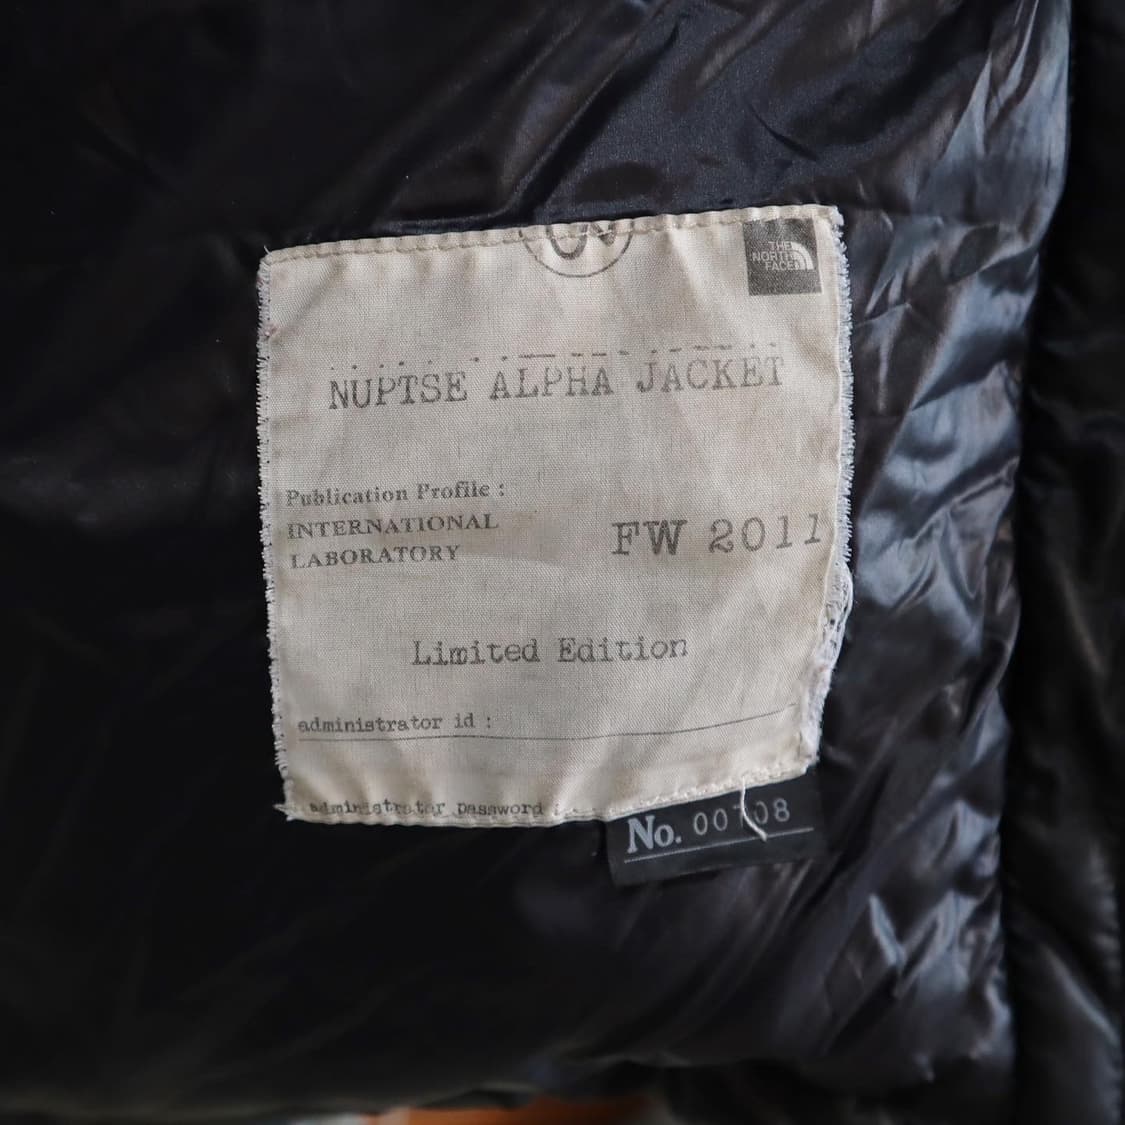 THE
NORTH
FACE
NUPTSE ALPHA JACKET
Publication Profile :
INTERNATIONAL
LABORATORY
FW 2011
Limited Edition
administrator id :
administrator password :
No. 00708